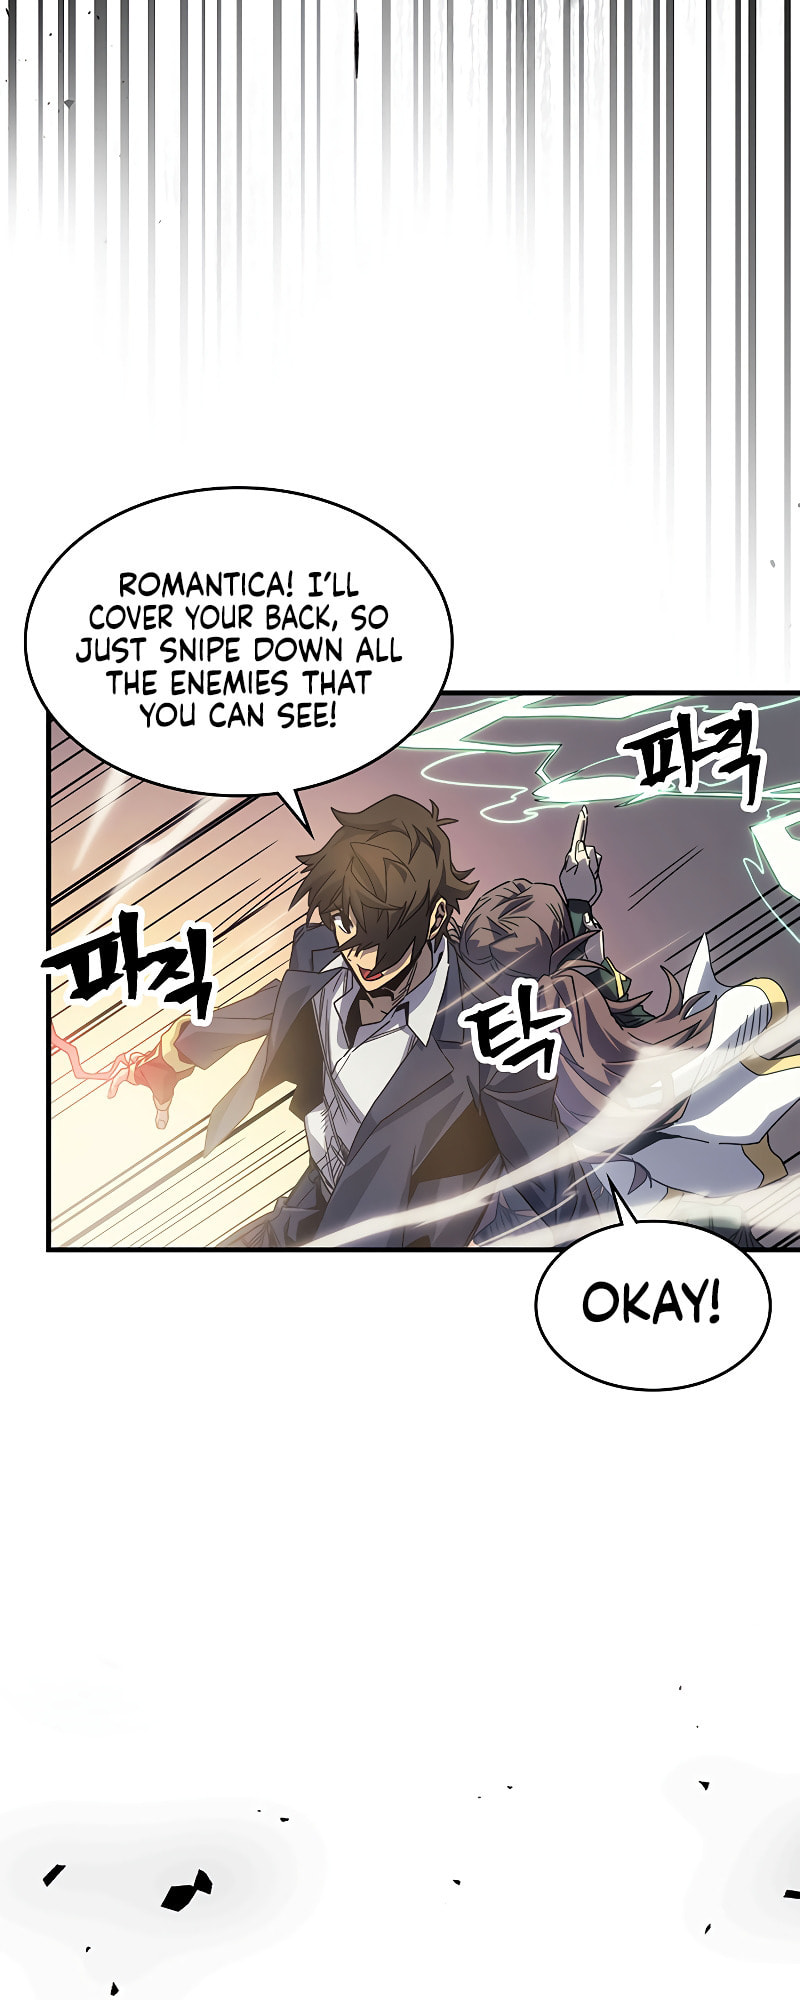 ROMANTICA! I'LL
COVER YOUR BACK, SO
JUST SNIPE DOWN ALL
THE ENEMIES THAT
YOU CAN SEE!
파직
파직
탁
OKAY!